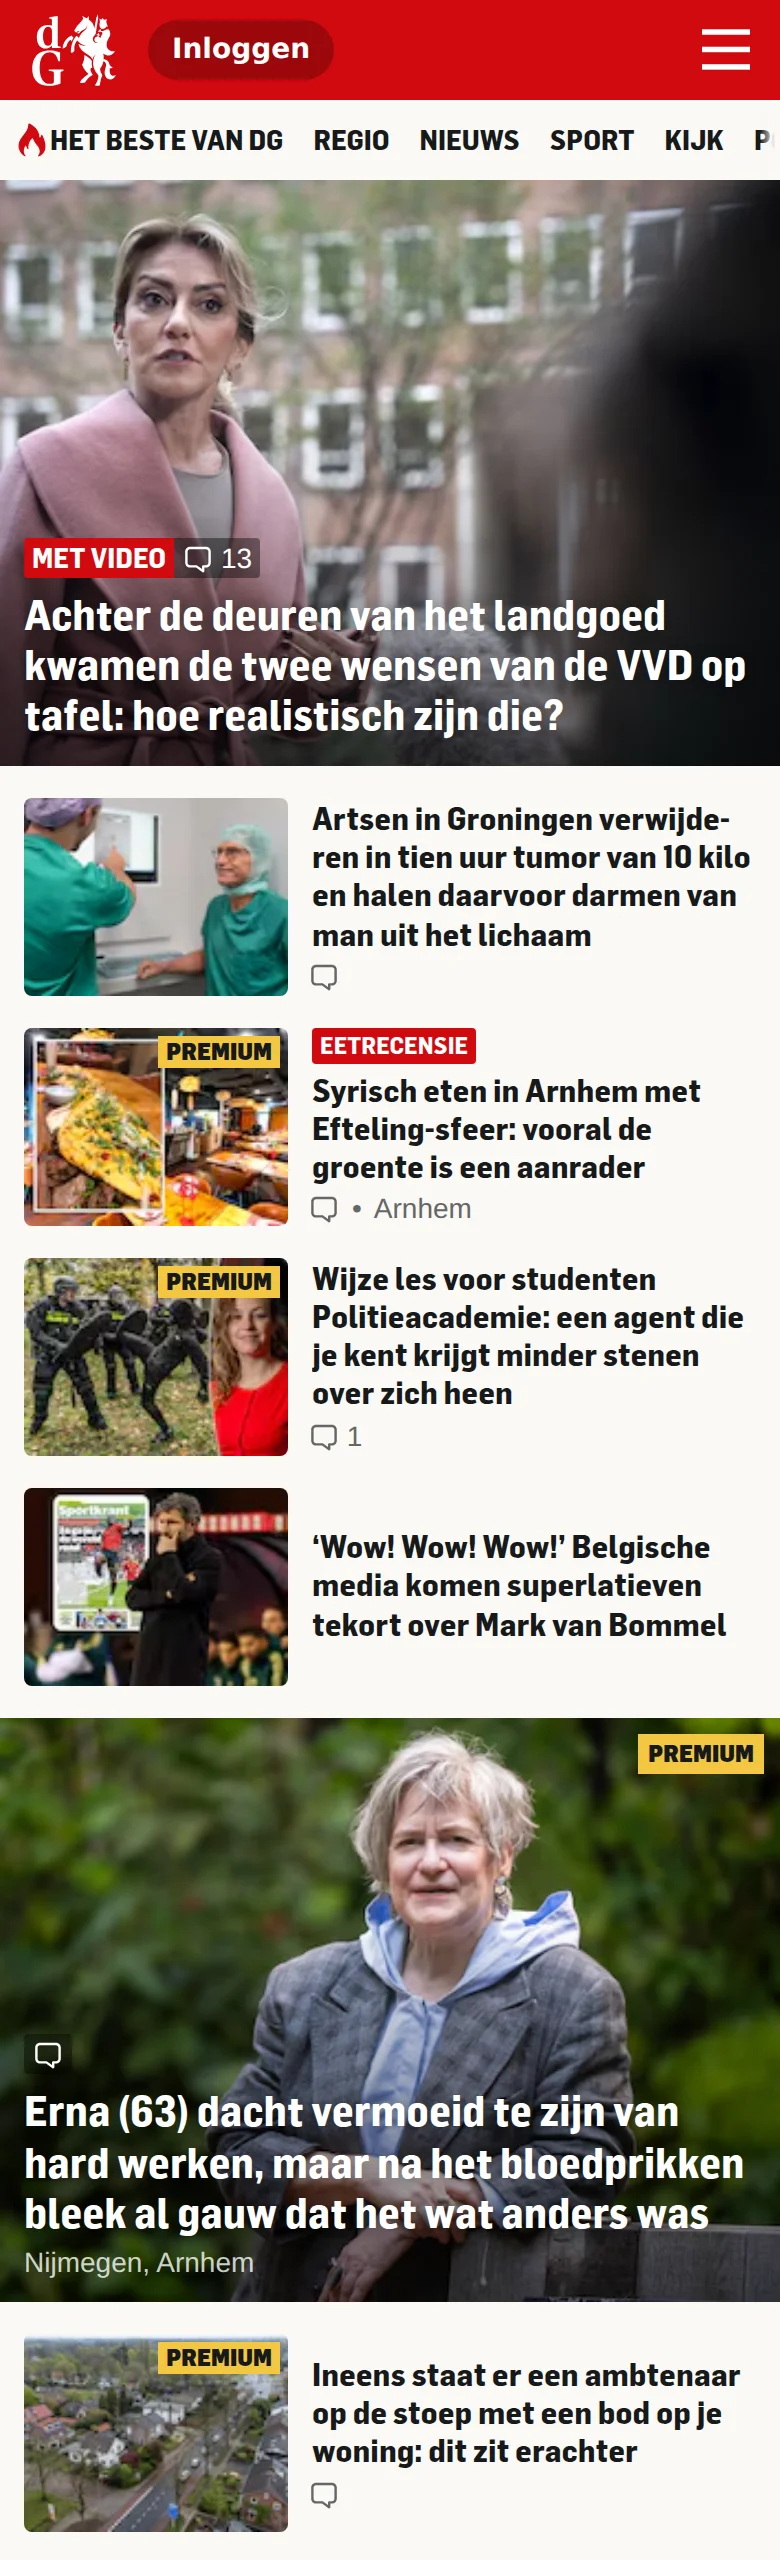 dG
Inloggen
HET BESTE VAN DG REGIO NIEUWS SPORT KIJK
MET VIDEO 13
Achter de deuren van het landgoed
kwamen de twee wensen van de VVD op
tafel: hoe realistisch zijn die?
Artsen in Groningen verwijde-
ren in tien uur tumor van 10 kilo
en halen daarvoor darmen van
man uit het lichaam
PREMIUM
EETRECENSIE
Syrisch eten in Arnhem met
Efteling-sfeer: vooral de
groente is een aanrader
• Arnhem
PREMIUM
Wijze les voor studenten
Politieacademie: een agent die
je kent krijgt minder stenen
over zich heen
1
Sportkrant
‘Wow! Wow! Wow!’ Belgische
media komen superlatieven
tekort over Mark van Bommel
PREMIUM
Erna (63) dacht vermoeid te zijn van
hard werken, maar na het bloedprikken
bleek al gauw dat het wat anders was
Nijmegen, Arnhem
PREMIUM
Ineens staat er een ambtenaar
op de stoep met een bod op je
woning: dit zit erachter